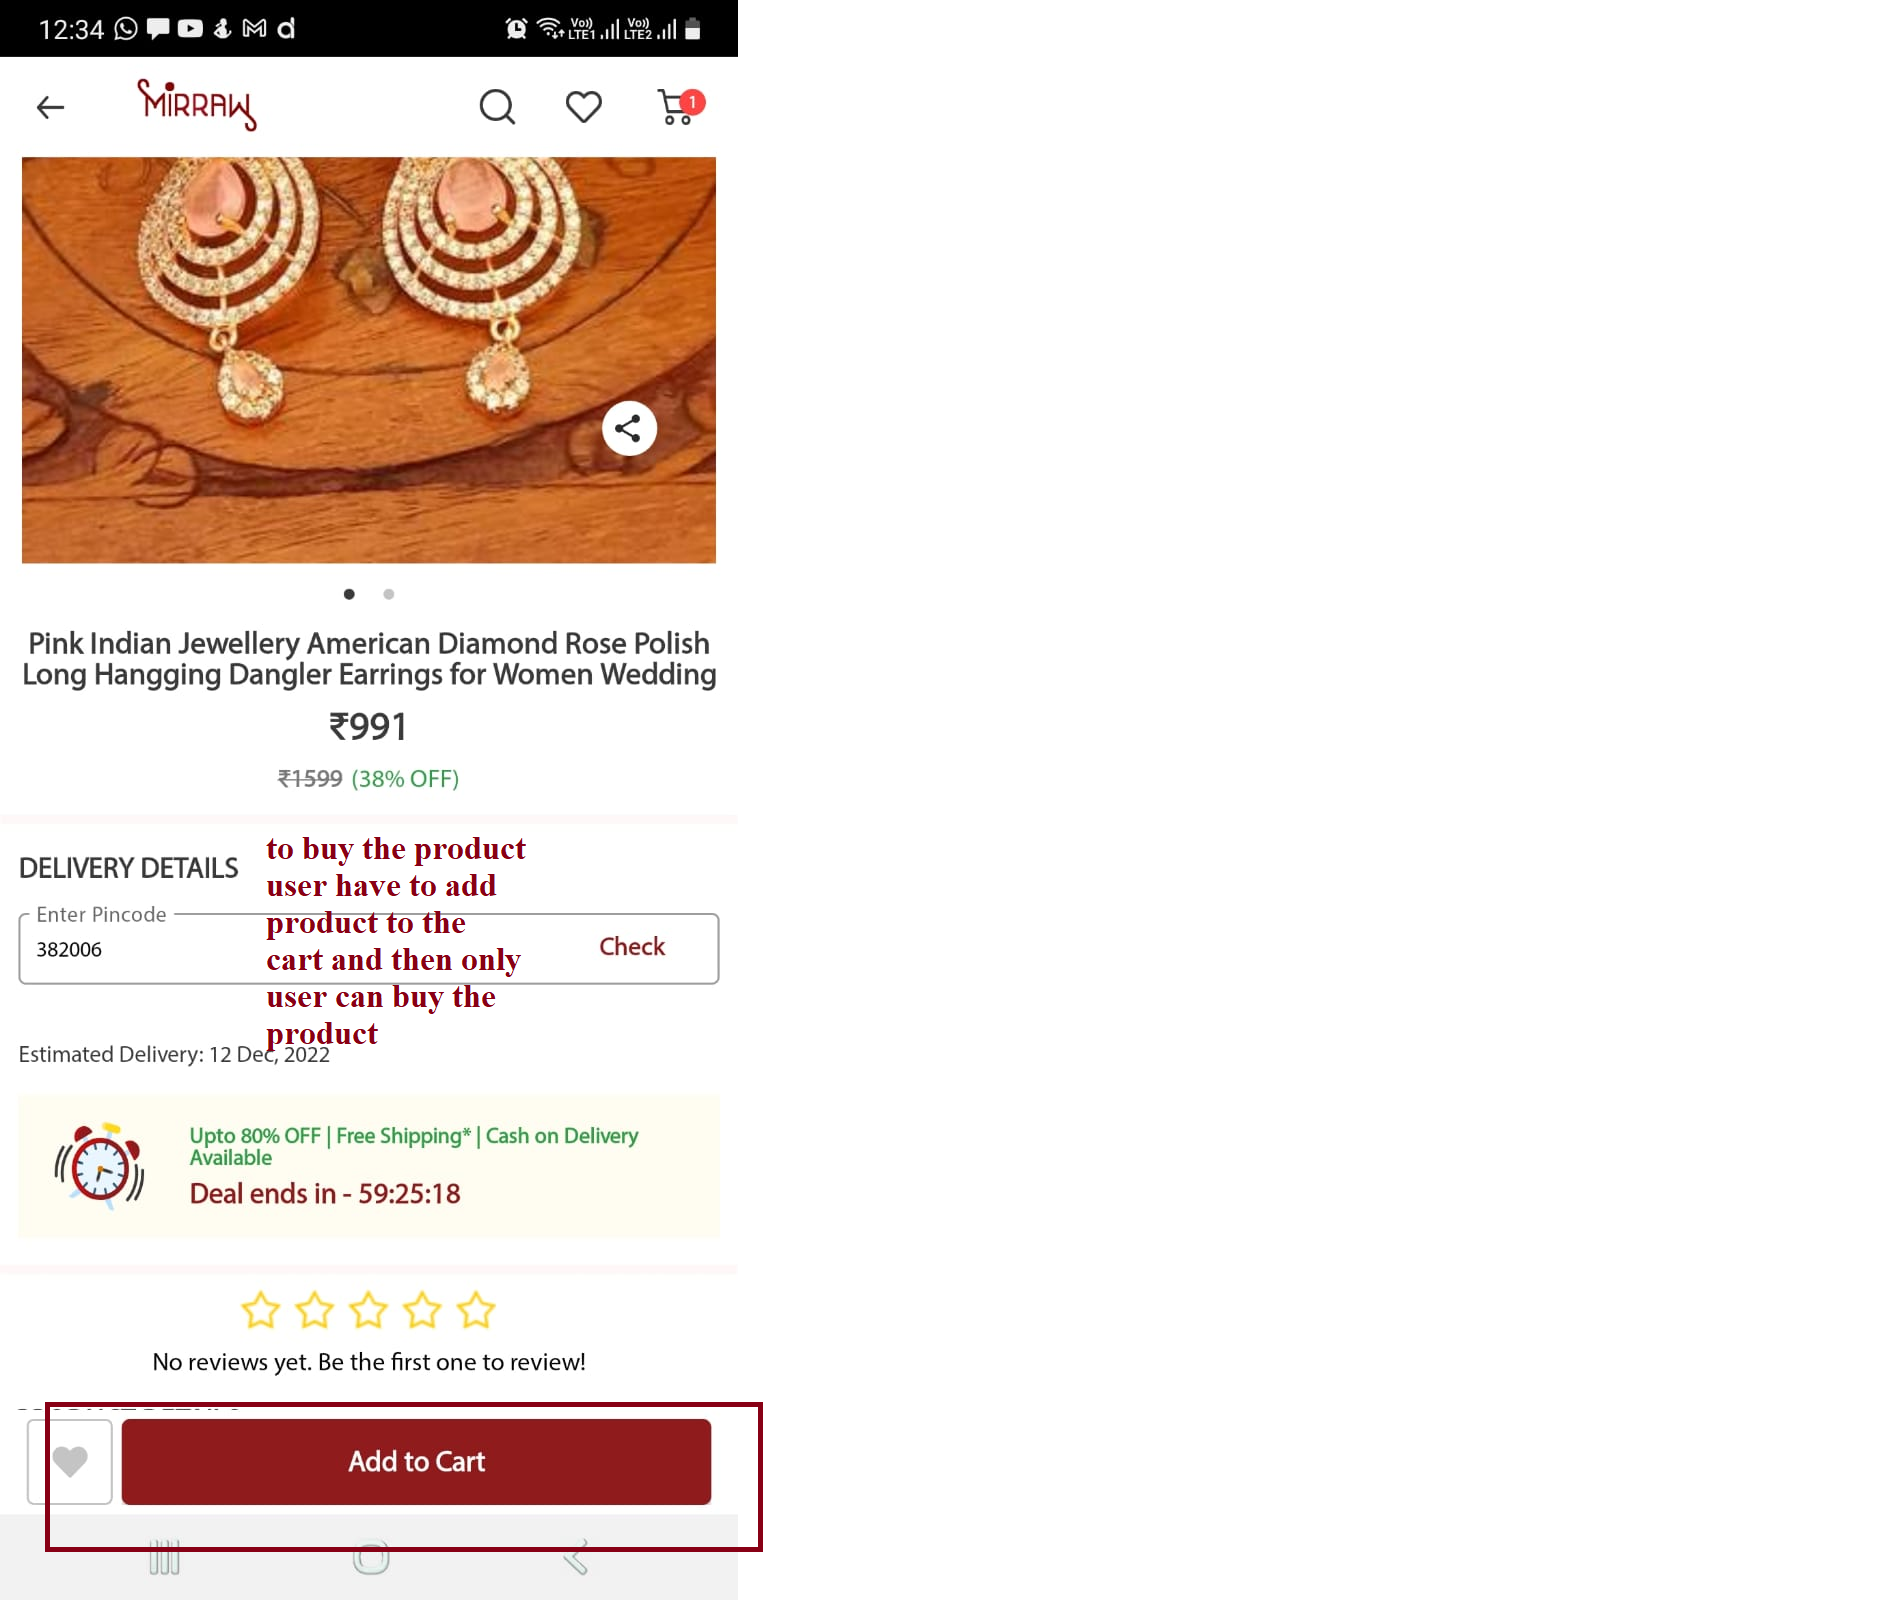 12:34
Vo)) LTE1 Vo)) LTE2
MIRRAW
1
Pink Indian Jewellery American Diamond Rose Polish
Long Hangging Dangler Earrings for Women Wedding
₹991
₹1599 (38% OFF)
to buy the product
user have to add
product to the
cart and then only
user can buy the
product
DELIVERY DETAILS
Enter Pincode
382006
Check
Estimated Delivery: 12 Dec, 2022
Upto 80% OFF | Free Shipping* | Cash on Delivery
Available
Deal ends in - 59:25:18
No reviews yet. Be the first one to review!
Add to Cart